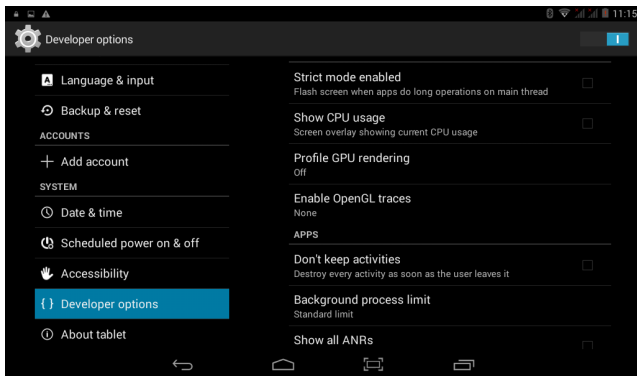 11:15
Developer options
Language & input
Backup & reset
ACCOUNTS
Add account
SYSTEM
Date & time
Scheduled power on & off
Accessibility
{ } Developer options
About tablet
Strict mode enabled
Flash screen when apps do long operations on main thread
Show CPU usage
Screen overlay showing current CPU usage
Profile GPU rendering
Off
Enable OpenGL traces
None
APPS
Don't keep activities
Destroy every activity as soon as the user leaves it
Background process limit
Standard limit
Show all ANRs